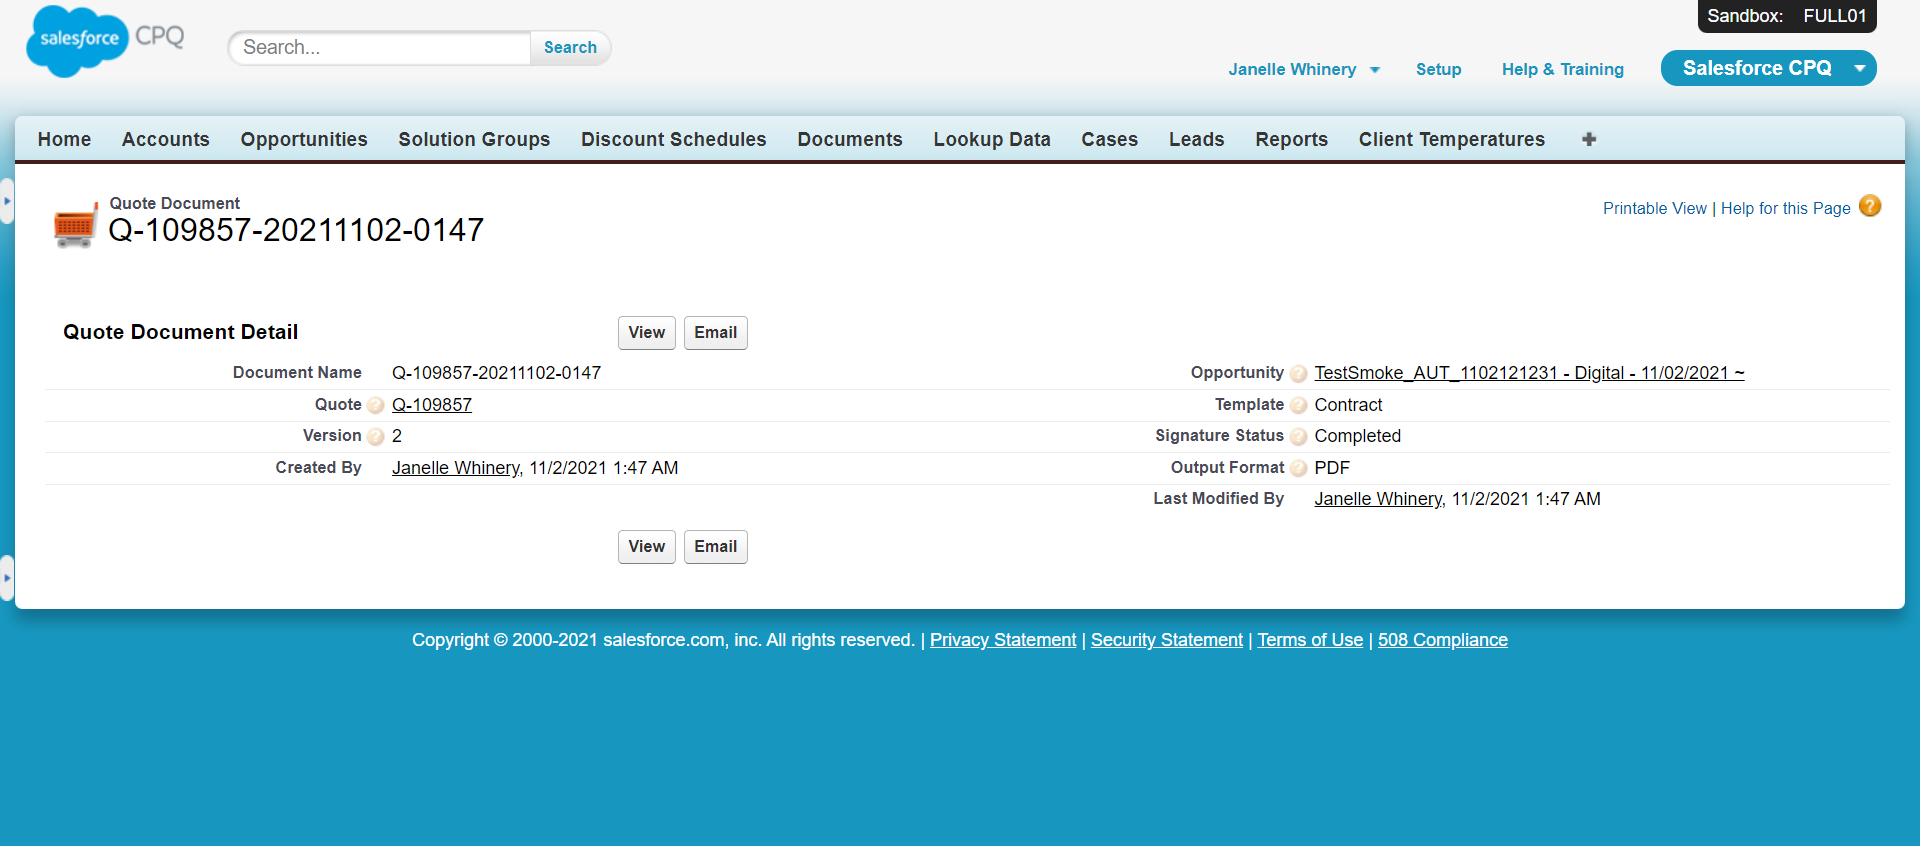 Sandbox: FULL01
salesforce CPQ
Search... Search
Janelle Whinery Setup Help & Training Salesforce CPQ
Home Accounts Opportunities Solution Groups Discount Schedules Documents Lookup Data Cases Leads Reports Client Temperatures +
Quote Document
Q-109857-20211102-0147
Printable View | Help for this Page ?
Quote Document Detail View Email
Document Name Q-109857-20211102-0147 Opportunity ? TestSmoke_AUT_1102121231 - Digital - 11/02/2021 ~
Quote ? Q-109857 Template ? Contract
Version ? 2 Signature Status ? Completed
Created By Janelle Whinery, 11/2/2021 1:47 AM Output Format ? PDF
Last Modified By Janelle Whinery, 11/2/2021 1:47 AM
View Email
Copyright © 2000-2021 salesforce.com, inc. All rights reserved. | Privacy Statement | Security Statement | Terms of Use | 508 Compliance